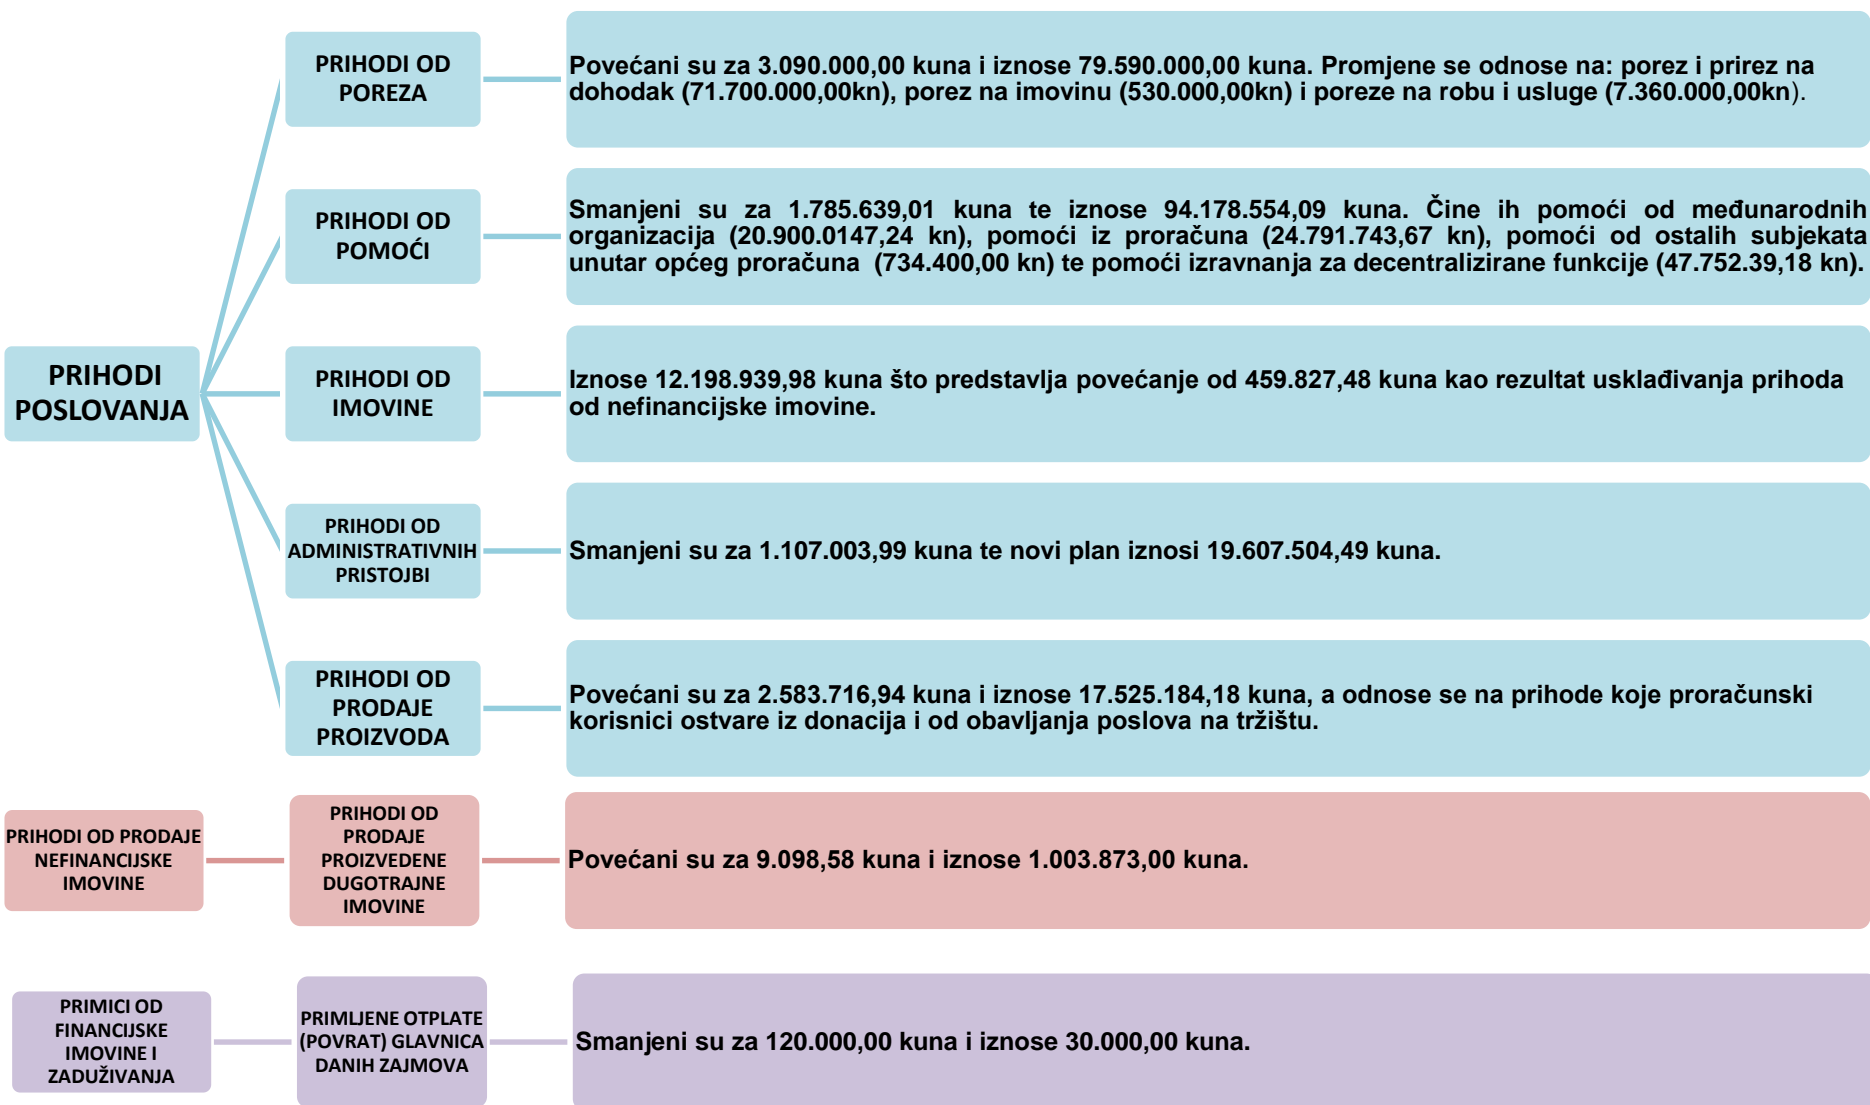 PRIHODI
POSLOVANJA
PRIHODI OD
POREZA
Povećani su za 3.090.000,00 kuna i iznose 79.590.000,00 kuna. Promjene se odnose na: porez i prirez na
dohodak (71.700.000,00kn), porez na imovinu (530.000,00kn) i poreze na robu i usluge (7.360.000,00kn).
PRIHODI OD
POMOĆI
Smanjeni su za 1.785.639,01 kuna te iznose 94.178.554,09 kuna. Čine ih pomoći od međunarodnih
organizacija (20.900.0147,24 kn), pomoći iz proračuna (24.791.743,67 kn), pomoći od ostalih subjekata
unutar općeg proračuna  (734.400,00 kn) te pomoći izravnanja za decentralizirane funkcije (47.752.39,18 kn).
PRIHODI OD
IMOVINE
Iznose 12.198.939,98 kuna što predstavlja povećanje od 459.827,48 kuna kao rezultat usklađivanja prihoda
od nefinancijske imovine.
PRIHODI OD
ADMINISTRATIVNIH
PRISTOJBI
Smanjeni su za 1.107.003,99 kuna te novi plan iznosi 19.607.504,49 kuna.
PRIHODI OD
PRODAJE
PROIZVODA
Povećani su za 2.583.716,94 kuna i iznose 17.525.184,18 kuna, a odnose se na prihode koje proračunski
korisnici ostvare iz donacija i od obavljanja poslova na tržištu.
PRIHODI OD PRODAJE
NEFINANCIJSKE
IMOVINE
PRIHODI OD
PRODAJE
PROIZVEDENE
DUGOTRAJNE
IMOVINE
Povećani su za 9.098,58 kuna i iznose 1.003.873,00 kuna.
PRIMICI OD
FINANCIJSKE
IMOVINE I
ZADUŽIVANJA
PRIMLJENE OTPLATE
(POVRAT) GLAVNICA
DANIH ZAJMOVA
Smanjeni su za 120.000,00 kuna i iznose 30.000,00 kuna.